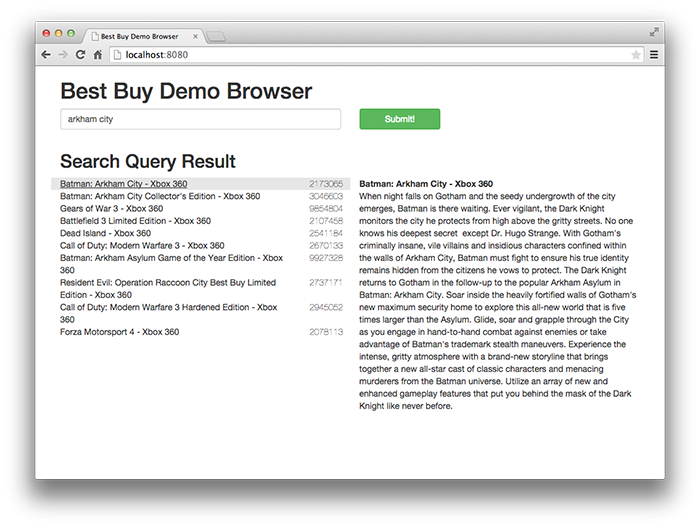 Best Buy Demo Browser
localhost:8080
Best Buy Demo Browser
arkham city
Submit!
Search Query Result
Batman: Arkham City - Xbox 360 2173065
Batman: Arkham City Collector's Edition - Xbox 360 3046603
Gears of War 3 - Xbox 360 9854804
Battlefield 3 Limited Edition - Xbox 360 2107458
Dead Island - Xbox 360 2541184
Call of Duty: Modern Warfare 3 - Xbox 360 2670133
Batman: Arkham Asylum Game of the Year Edition - Xbox 9927328
360
Resident Evil: Operation Raccoon City Best Buy Limited 2737171
Edition - Xbox 360
Call of Duty: Modern Warfare 3 Hardened Edition - Xbox 2945052
360
Forza Motorsport 4 - Xbox 360 2078113
Batman: Arkham City - Xbox 360
When night falls on Gotham and the seedy undergrowth of the city
emerges, Batman is there waiting. Ever vigilant, the Dark Knight
monitors the city he protects from high above the gritty streets. No one
knows his deepest secret except Dr. Hugo Strange. With Gotham's
criminally insane, vile villains and insidious characters confined within
the walls of Arkham City, Batman must fight to ensure his true identity
remains hidden from the citizens he vows to protect. The Dark Knight
returns to Gotham in the follow-up to the popular Arkham Asylum in
Batman: Arkham City. Soar inside the heavily fortified walls of Gotham's
new maximum security home to explore this all-new world that is five
times larger than the Asylum. Glide, soar and grapple through the City
as you engage in hand-to-hand combat against enemies or take
advantage of Batman's trademark stealth maneuvers. Experience the
intense, gritty atmosphere with a brand-new storyline that brings
together a new all-star cast of classic characters and menacing
murderers from the Batman universe. Utilize an array of new and
enhanced gameplay features that put you behind the mask of the Dark
Knight like never before.